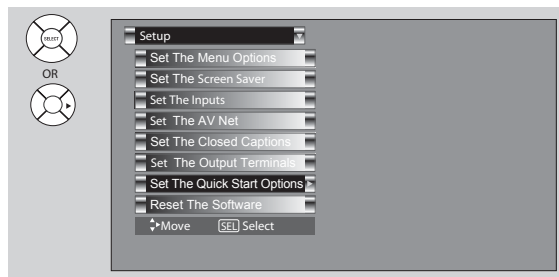 SELECT
OR
Setup
Set The Menu Options
Set The Screen Saver
Set The Inputs
Set The AV Net
Set The Closed Captions
Set The Output Terminals
Set The Quick Start Options
Reset The Software
Move SEL Select